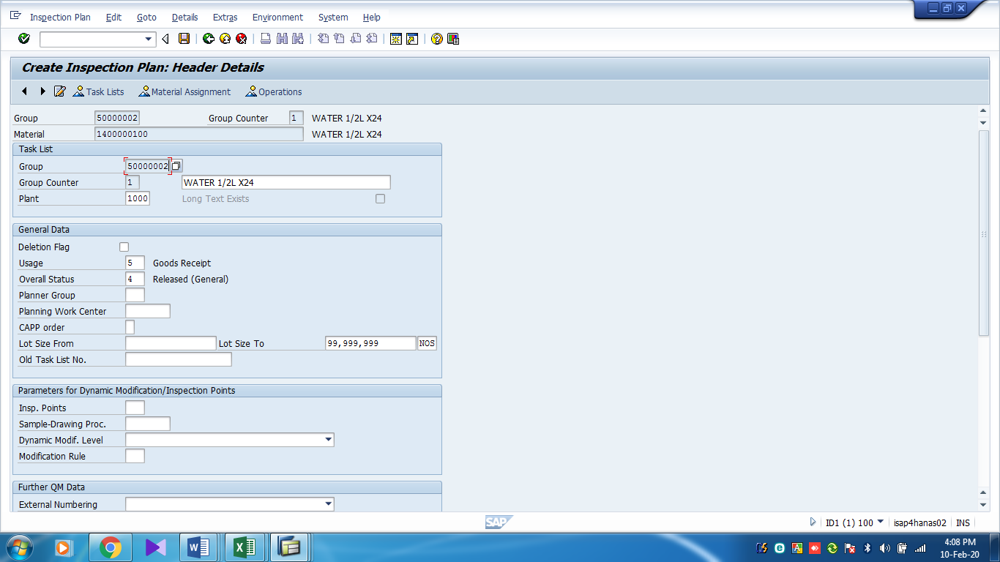 Inspection Plan Edit Goto Details Extras Environment System Help
Create Inspection Plan: Header Details
Task Lists Material Assignment Operations
Group 50000002 Group Counter 1 WATER 1/2L X24
Material 1400000100 WATER 1/2L X24
Task List
Group 50000002
Group Counter 1 WATER 1/2L X24
Plant 1000 Long Text Exists
General Data
Deletion Flag
Usage 5 Goods Receipt
Overall Status 4 Released (General)
Planner Group
Planning Work Center
CAPP order
Lot Size From Lot Size To 99,999,999 NOS
Old Task List No.
Parameters for Dynamic Modification/Inspection Points
Insp. Points
Sample-Drawing Proc.
Dynamic Modif. Level
Modification Rule
Further QM Data
External Numbering
SAP ID1 (1) 100 isap4hanas02 INS
4:08 PM
10-Feb-20